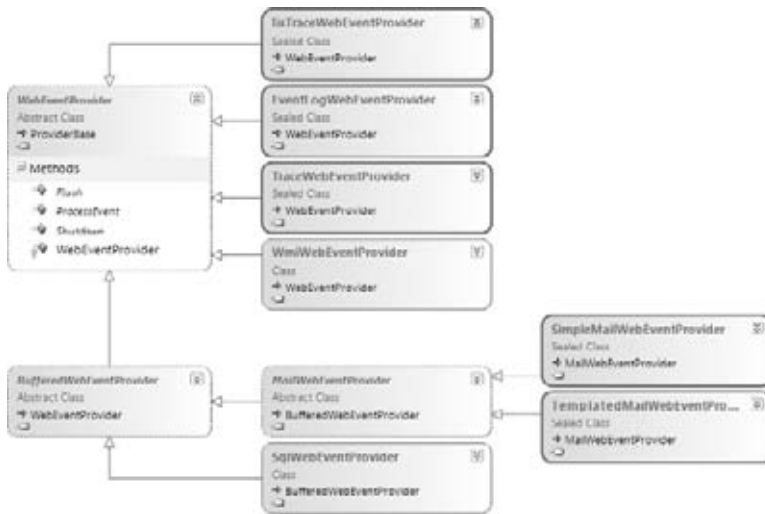 IisTraceWebEventProvider
Sealed Class
WebEventProvider
WebEventProvider
Abstract Class
ProviderBase
Methods
Flush
ProcessEvent
Shutdown
WebEventProvider
EventLogWebEventProvider
Sealed Class
WebEventProvider
TraceWebEventProvider
Sealed Class
WebEventProvider
WmiWebEventProvider
Class
WebEventProvider
BufferedWebEventProvider
Abstract Class
WebEventProvider
MailWebEventProvider
Abstract Class
BufferedWebEventProvider
SqlWebEventProvider
Class
BufferedWebEventProvider
SimpleMailWebEventProvider
Sealed Class
MailWebEventProvider
TemplatedMailWebEventPro...
Sealed Class
MailWebEventProvider